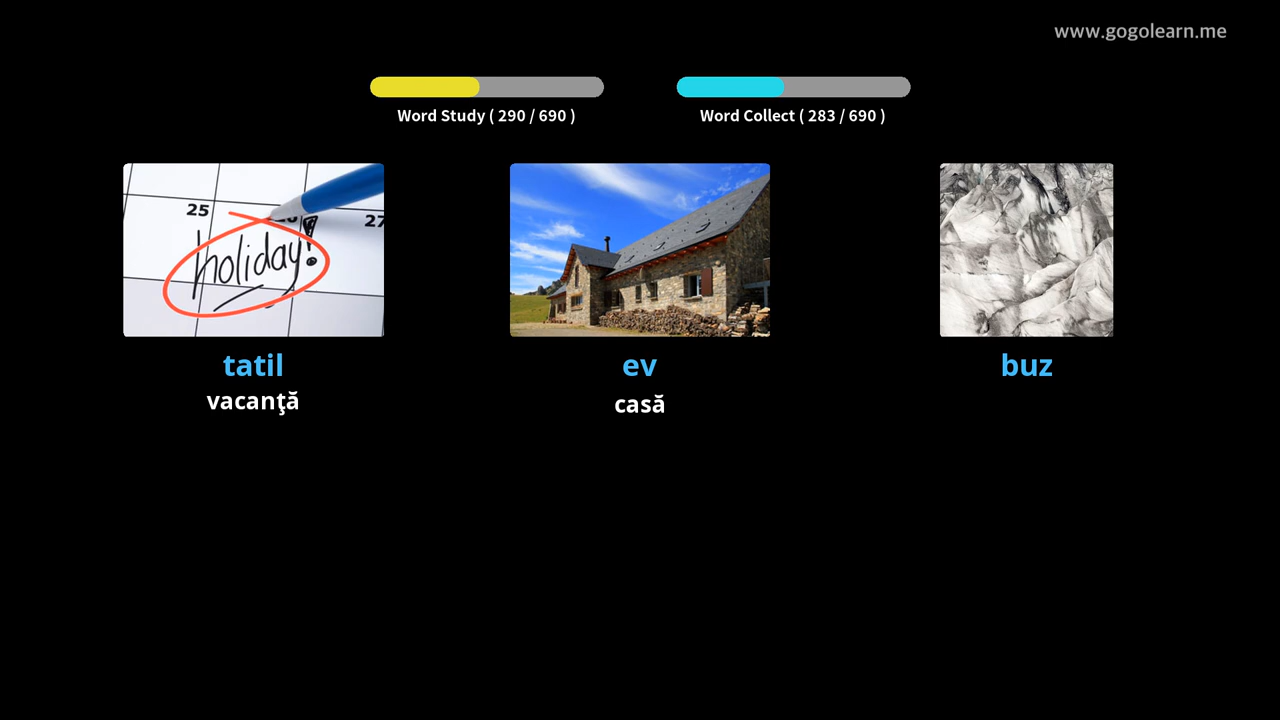 www.gogolearn.me
Word Study ( 290 / 690 )
Word Collect ( 283 / 690 )
25
27
holiday!
tatil
ev
buz
vacanţă
casă